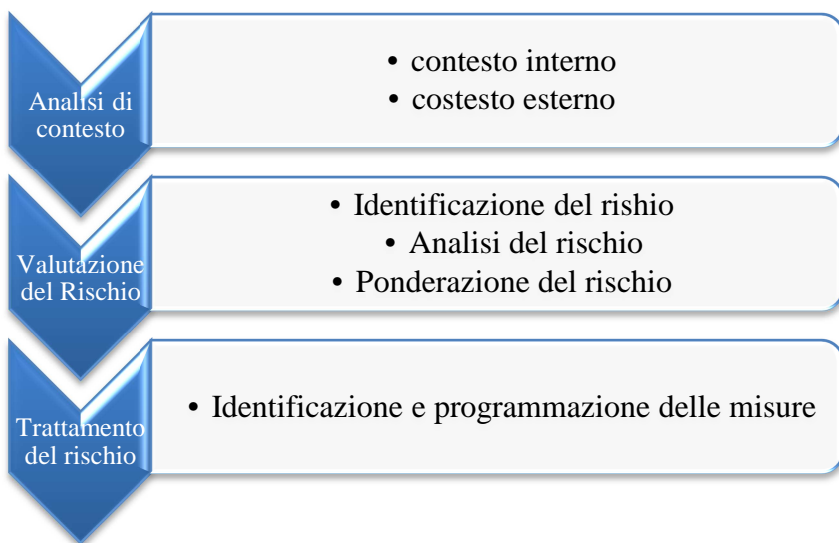 Analisi di
contesto
• contesto interno
• costesto esterno
Valutazione
del Rischio
• Identificazione del rishio
• Analisi del rischio
• Ponderazione del rischio
Trattamento
del rischio
• Identificazione e programmazione delle misure